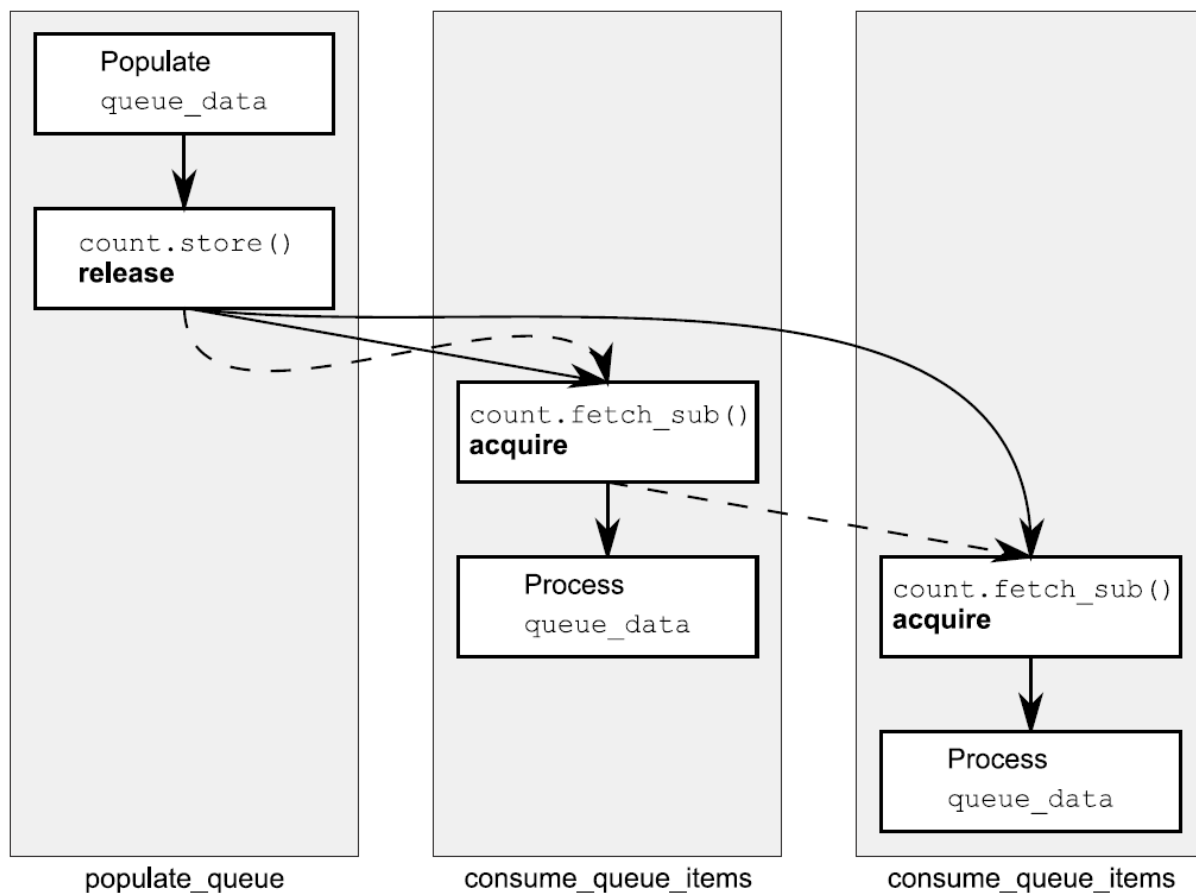 Populate
queue_data
count.store()
release
count.fetch_sub()
acquire
Process
queue_data
count.fetch_sub()
acquire
Process
queue_data
populate_queue
consume_queue_items
consume_queue_items